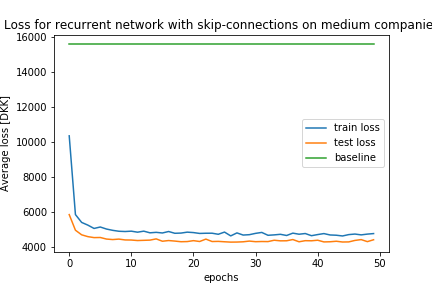 Loss for recurrent network with skip-connections on medium companie
16000
14000
12000
10000
8000
6000
4000
Average loss [DKK]
train loss
test loss
baseline
0 10 20 30 40 50
epochs